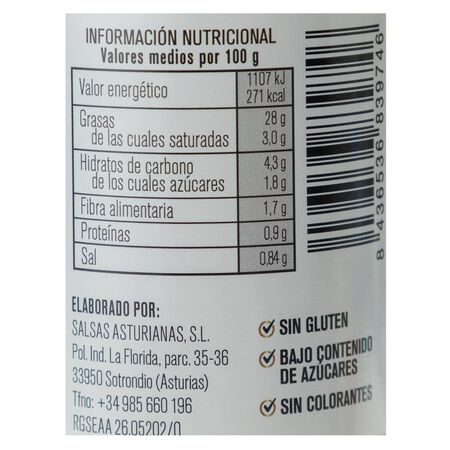 INFORMACIÓN NUTRICIONAL
Valores medios por 100 g
Valor energético 1107 kJ
271 kcal
Grasas 28 g
de las cuales saturadas 3,0 g
Hidratos de carbono 4,3 g
de los cuales azúcares 1,8 g
Fibra alimentaria 1,7 g
Proteínas 0,9 g
Sal 0,84 g
8 436536 839746
ELABORADO POR:
SALSAS ASTURIANAS, S.L.
Pol. Ind. La Florida, parc. 35-36
33950 Sotrondio (Asturias)
Tfno: +34 985 660 196
RGSEAA 26.05202/O
SIN GLUTEN
BAJO CONTENIDO
DE AZÚCARES
SIN COLORANTES